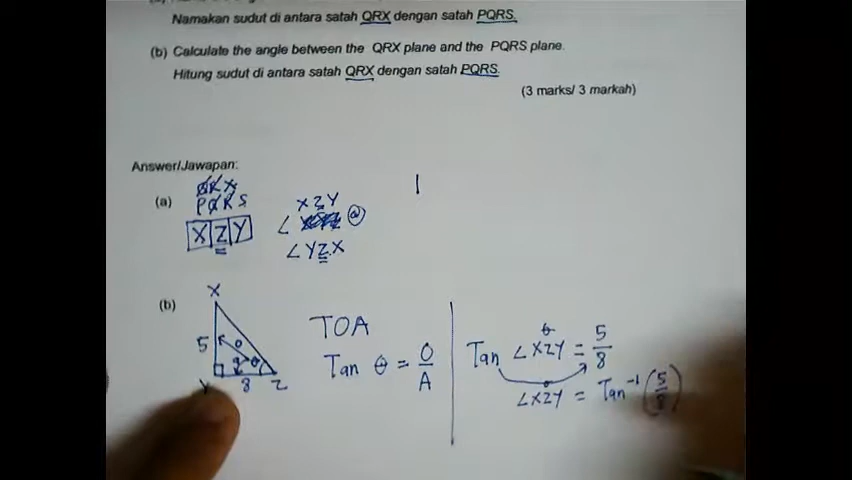 Namakan sudut di antara satah QRX dengan satah PQRS.
(b) Calculate the angle between the QRX plane and the PQRS plane.
Hitung sudut di antara satah QRX dengan satah PQRS.
(3 marks/ 3 markah)
Answer/Jawapan:
(a)
QRX
PQRS
XZY
XZY
∠ @
∠YZX
(b)
X
5
O
a
θ
8
Z
TOA
Tan θ = O/A
θ
Tan ∠XZY = 5/8
∠XZY = Tan⁻¹(5/8)